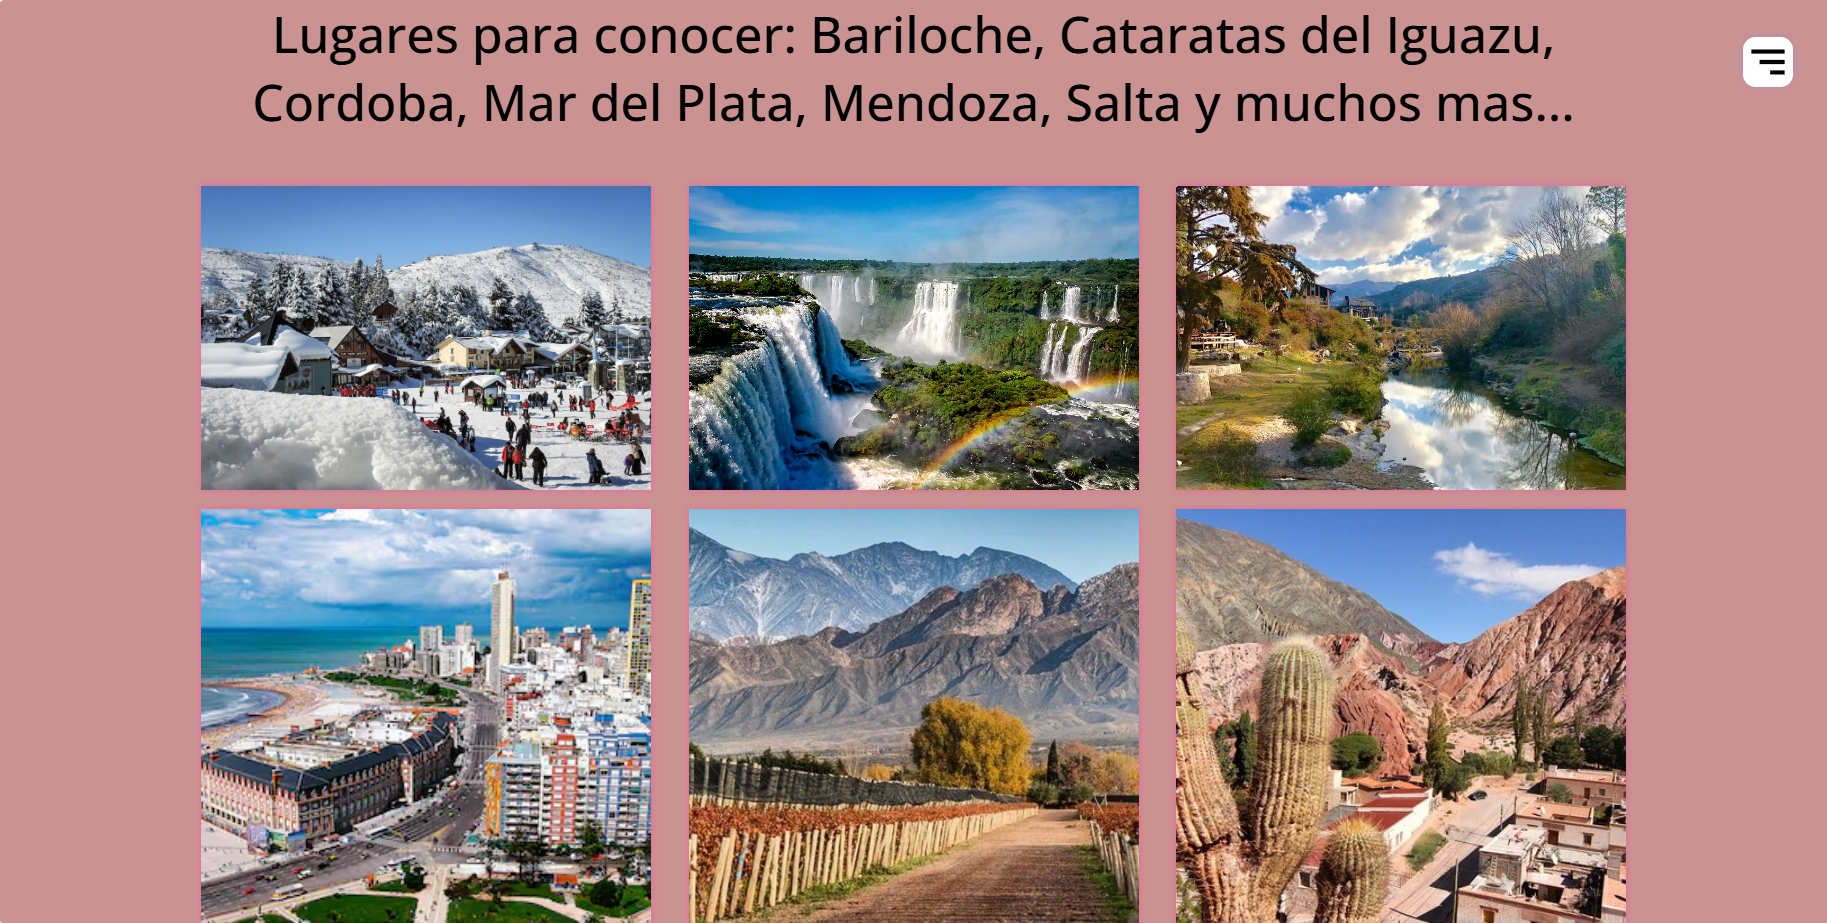 Lugares para conocer: Bariloche, Cataratas del Iguazu,
Cordoba, Mar del Plata, Mendoza, Salta y muchos mas...